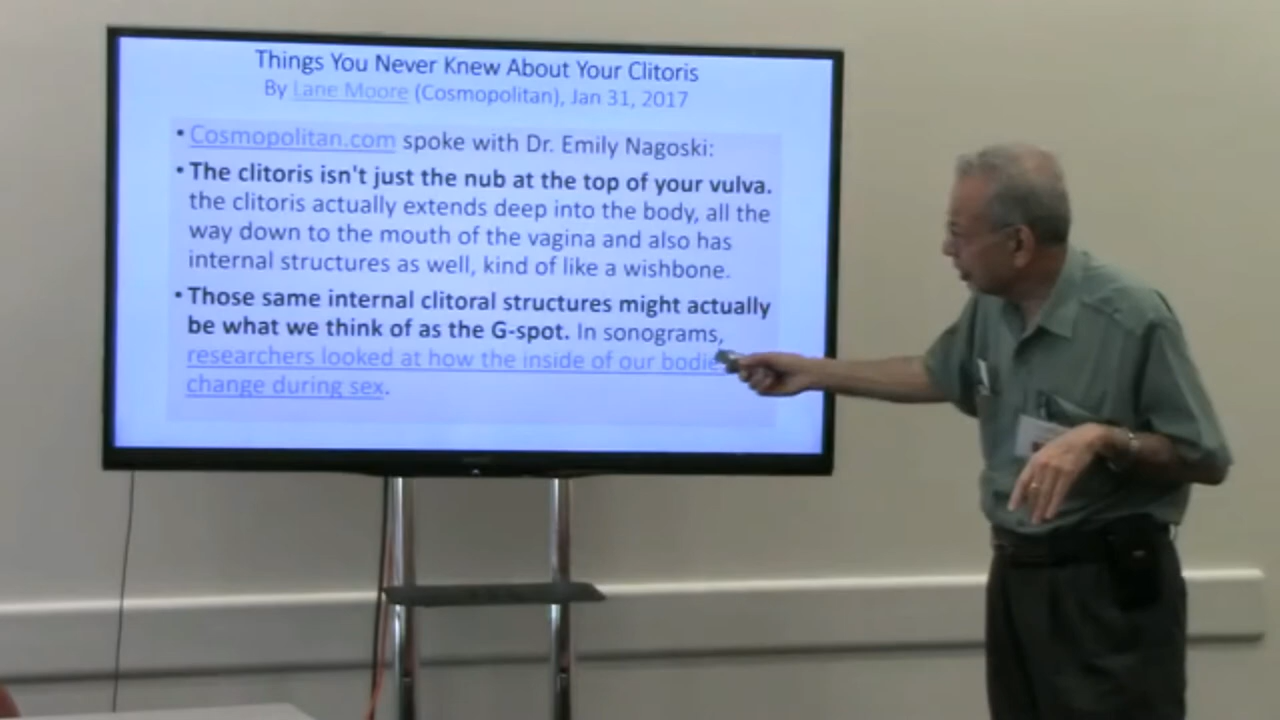 Things You Never Knew About Your Clitoris
By Lane Moore (Cosmopolitan), Jan 31, 2017
• Cosmopolitan.com spoke with Dr. Emily Nagoski:
• The clitoris isn't just the nub at the top of your vulva.
the clitoris actually extends deep into the body, all the
way down to the mouth of the vagina and also has
internal structures as well, kind of like a wishbone.
• Those same internal clitoral structures might actually
be what we think of as the G-spot. In sonograms,
researchers looked at how the inside of our bodie
change during sex.